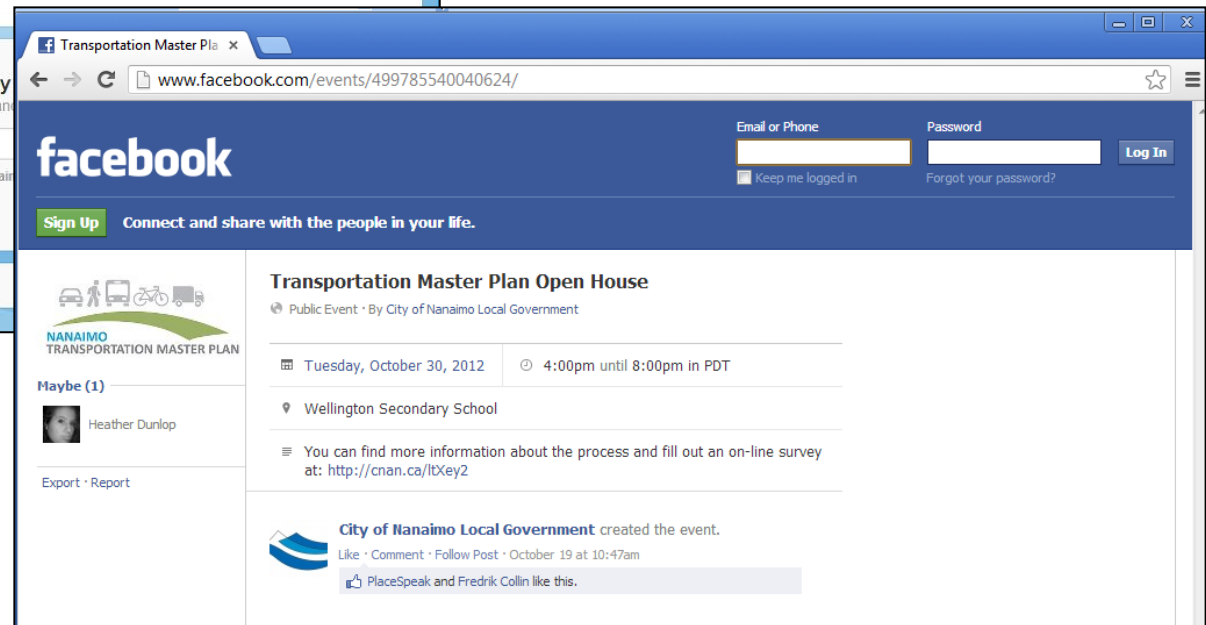 Transportation Master Pla
www.facebook.com/events/499785540040624/
facebook
Email or Phone
Password
Log In
Keep me logged in
Forgot your password?
Sign Up
Connect and share with the people in your life.
NANAIMO
TRANSPORTATION MASTER PLAN
Maybe (1)
Heather Dunlop
Export · Report
Transportation Master Plan Open House
Public Event · By City of Nanaimo Local Government
Tuesday, October 30, 2012
4:00pm until 8:00pm in PDT
Wellington Secondary School
You can find more information about the process and fill out an on-line survey
at: http://cnan.ca/ltXey2
City of Nanaimo Local Government created the event.
Like · Comment · Follow Post · October 19 at 10:47am
PlaceSpeak and Fredrik Collin like this.